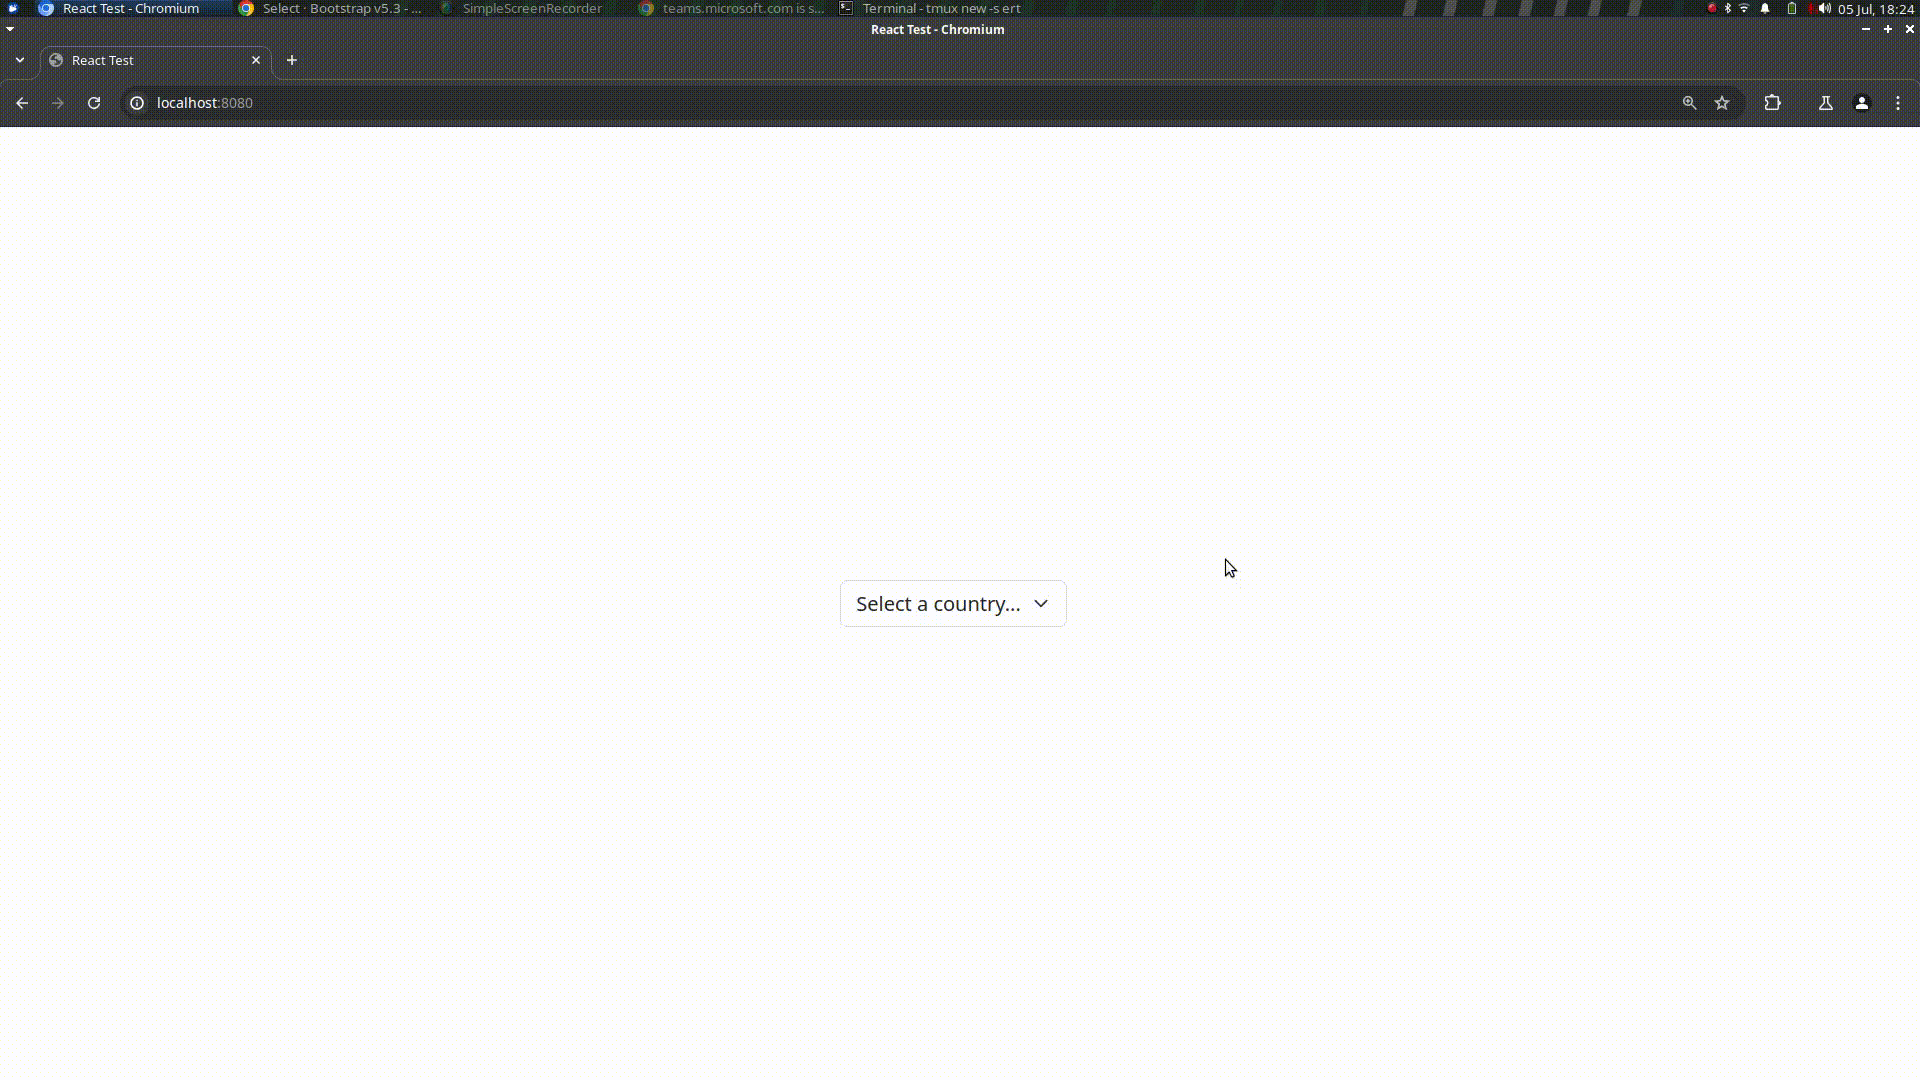 React Test - Chromium
Select · Bootstrap v5.3 - ...
SimpleScreenRecorder
teams.microsoft.com is s...
Terminal - tmux new -s ert
05 Jul, 18:24
React Test - Chromium
React Test
localhost:8080
Select a country...